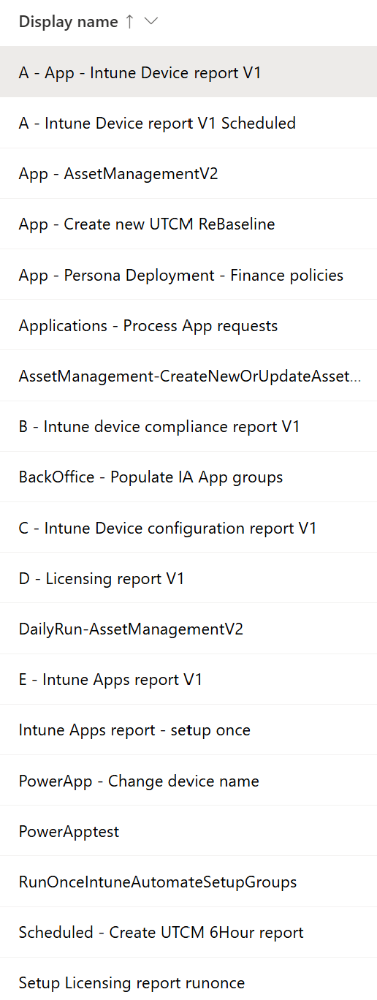 Display name ↑
A - App - Intune Device report V1
A - Intune Device report V1 Scheduled
App - AssetManagementV2
App - Create new UTCM ReBaseline
App - Persona Deployment - Finance policies
Applications - Process App requests
AssetManagement-CreateNewOrUpdateAsset...
B - Intune device compliance report V1
BackOffice - Populate IA App groups
C - Intune Device configuration report V1
D - Licensing report V1
DailyRun-AssetManagementV2
E - Intune Apps report V1
Intune Apps report - setup once
PowerApp - Change device name
PowerApptest
RunOnceIntuneAutomateSetupGroups
Scheduled - Create UTCM 6Hour report
Setup Licensing report runonce